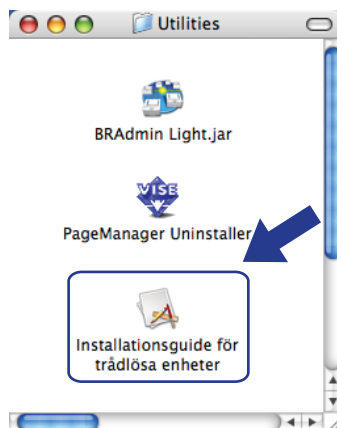 Utilities
BRAdmin Light.jar
VISE
PageManager Uninstaller
Installationsguide för
trådlösa enheter